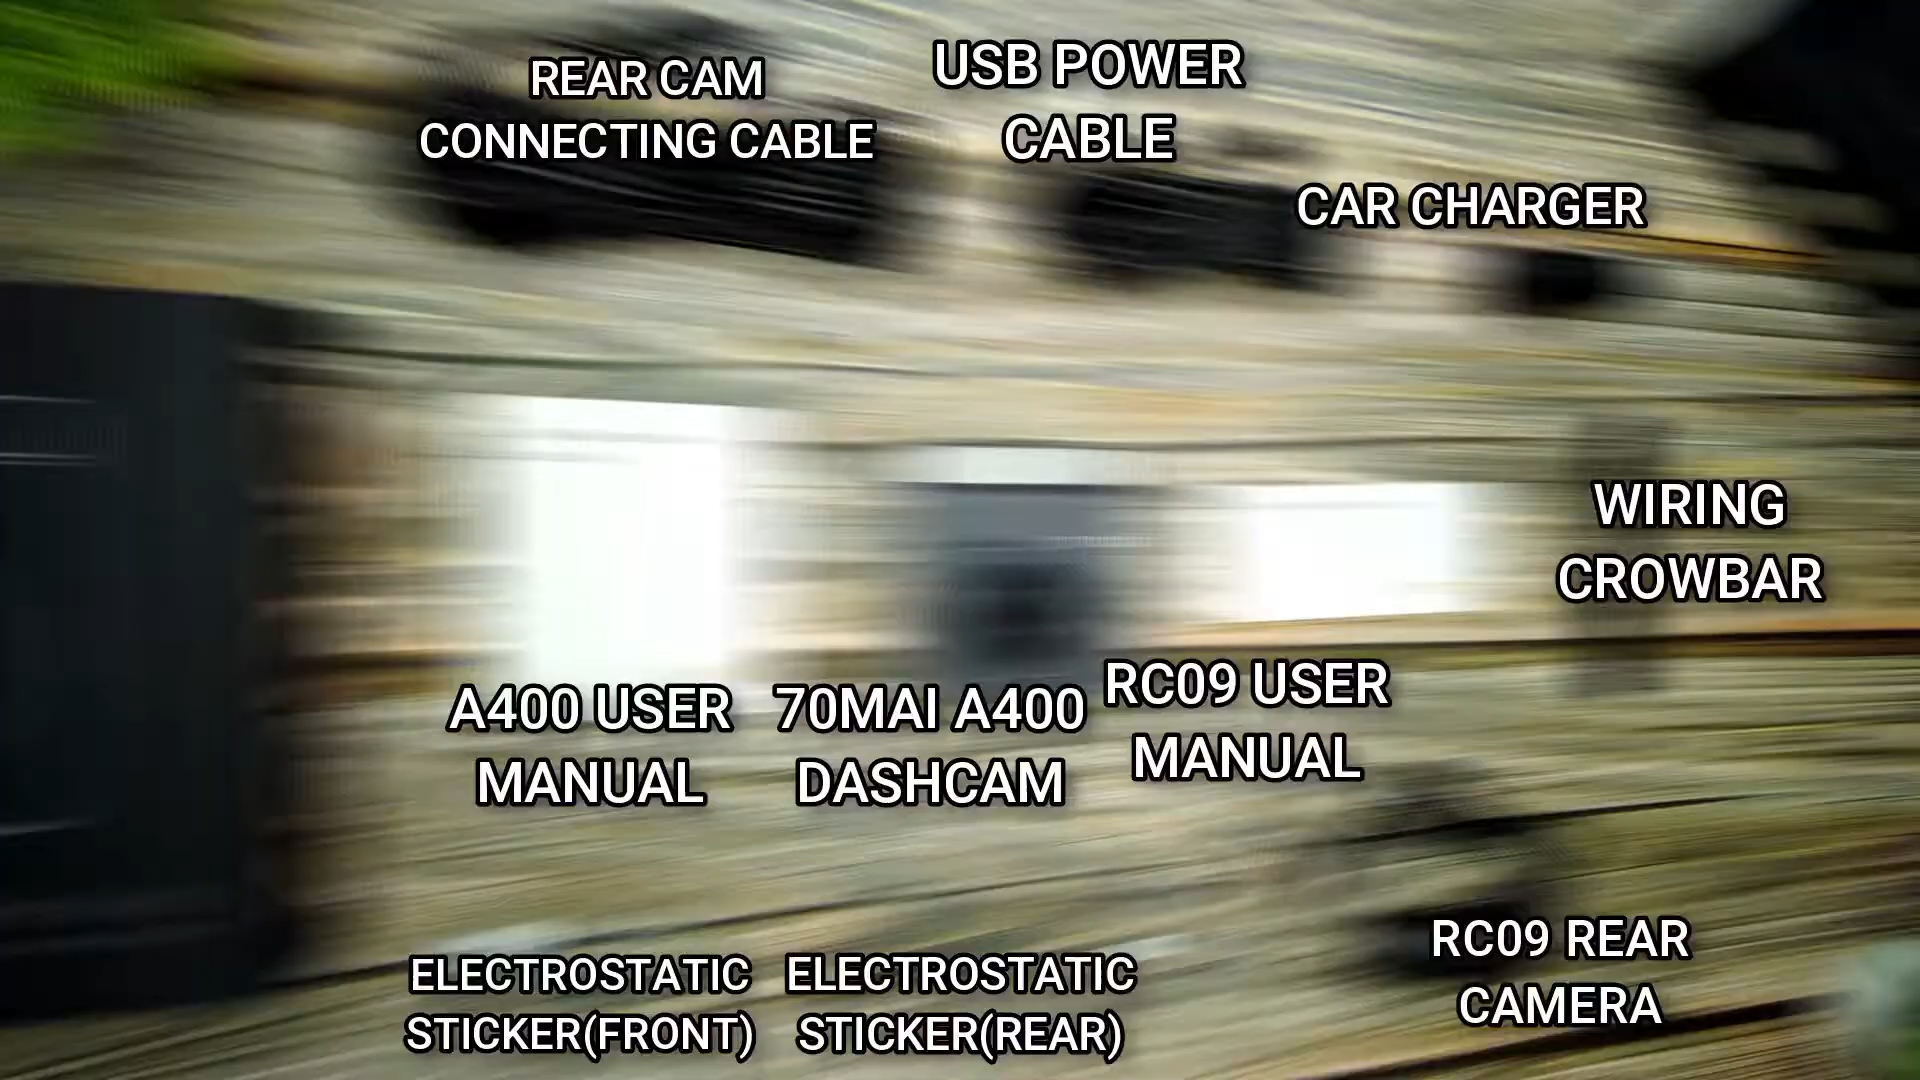 REAR CAM
CONNECTING CABLE
USB POWER
CABLE
CAR CHARGER
WIRING
CROWBAR
A400 USER
MANUAL
70MAI A400
DASHCAM
RC09 USER
MANUAL
RC09 REAR
CAMERA
ELECTROSTATIC
STICKER(FRONT)
ELECTROSTATIC
STICKER(REAR)